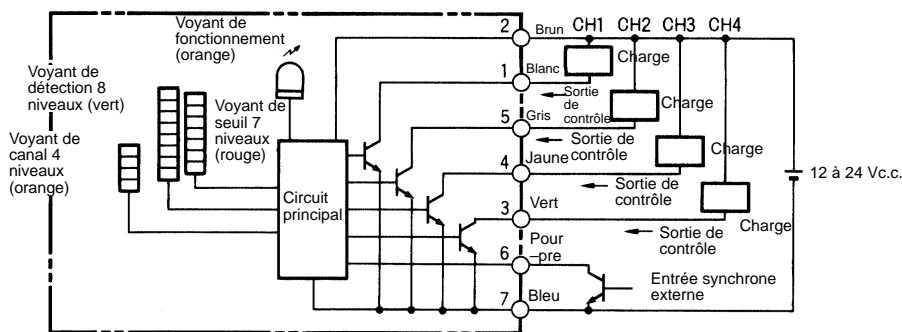 Voyant de
fonctionnement
(orange)
Voyant de
détection 8
niveaux (vert)
Voyant de
seuil 7
niveaux
(rouge)
Voyant de
canal 4
niveaux
(orange)
Circuit
principal
2 Brun CH1 CH2 CH3 CH4
Charge
1 Blanc
Sortie
de
contrôle
Charge
5 Gris
Sortie de
contrôle
Charge
4 Jaune
Sortie de
contrôle
12 à 24 Vc.c.
3 Vert
Charge
Sortie de
contrôle
Pour
6 –pre
Entrée synchrone
externe
7 Bleu